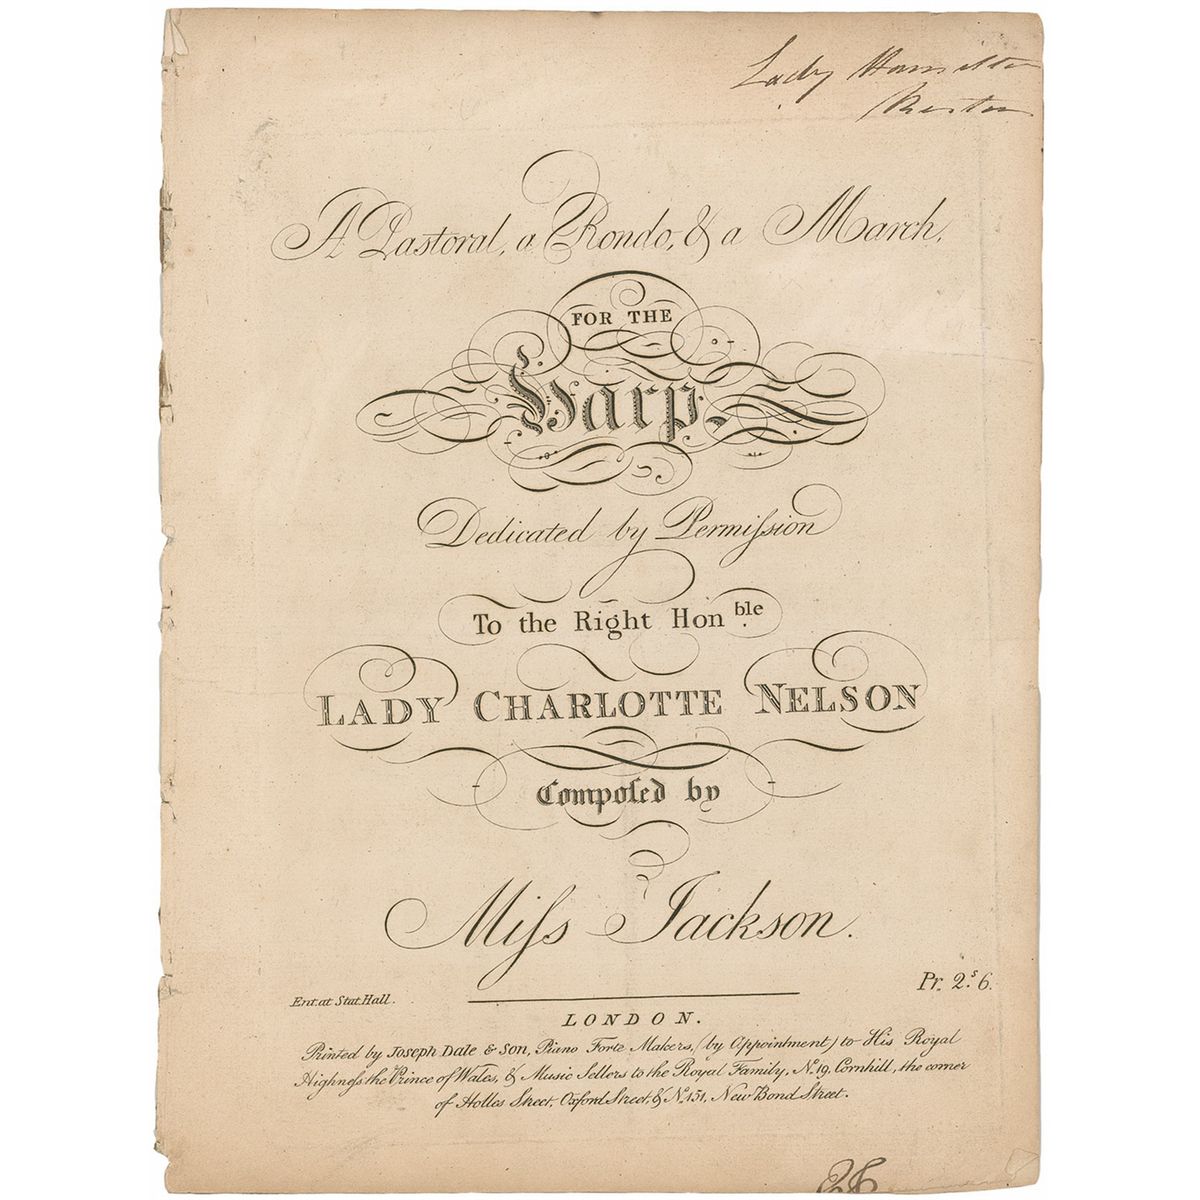 Lady Hamilton
A Pastoral, a Rondo, & a March,
FOR THE
Harp.
Dedicated by Permiſsion
To the Right Honble.
LADY CHARLOTTE NELSON
Compoſed by
Miſs Jackson.
Pr. 2s. 6.
Ent. at Stat. Hall.
LONDON.
Printed by Joseph Dale & Son, Piano Forte Makers, (by Appointment) to His Royal
Highneſs the Prince of Wales, & Music Sellers to the Royal Family, No. 19, Cornhill, the corner
of Holles Street, Oxford Street, & No. 151, New Bond Street.